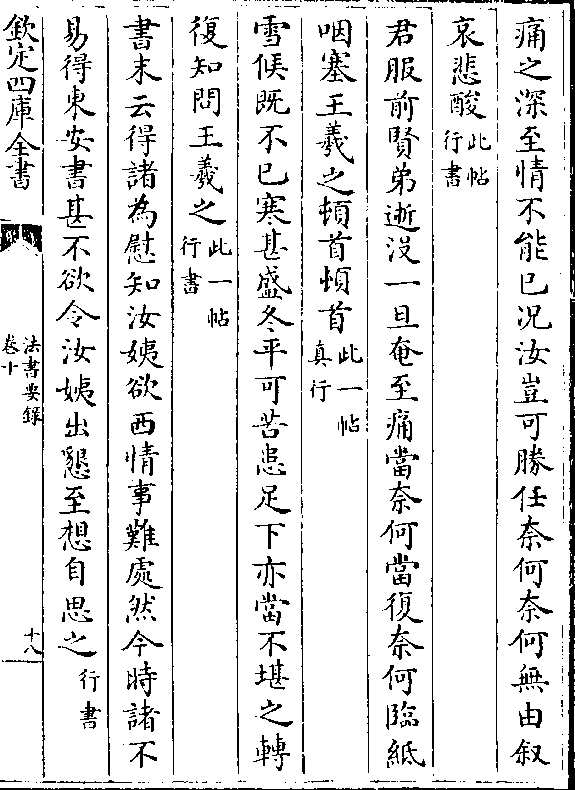 痛之深至情不能已况汝豈可勝任奈何奈何無由叙
哀悲酸此帖行書
君服前賢弟逝没一旦奄至痛當奈何當復奈何臨紙
咽塞王羲之頓首頓首此一帖真行
雪候既不已寒甚盛冬平可苦患足下亦當不堪之轉
復知問王羲之此一帖行書
書末云得諸為慰知汝姨欲西情事難處然今時諸不
易得東安書甚不欲令汝姨出懇至想自思之行書
欽定四庫全書
法書要録
卷十
十八